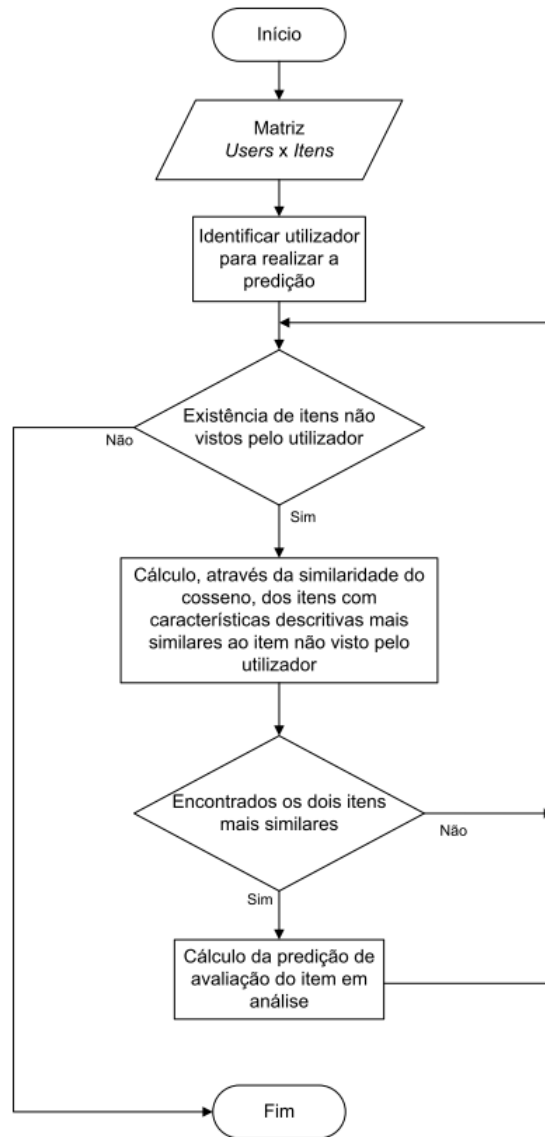 Início
Matriz
Users x Itens
Identificar utilizador
para realizar a
predição
Existência de itens não
vistos pelo utilizador
Não
Sim
Cálculo, através da similaridade do
cosseno, dos itens com
características descritivas mais
similares ao item não visto pelo
utilizador
Encontrados os dois itens
mais similares
Não
Sim
Cálculo da predição de
avaliação do item em
análise
Fim